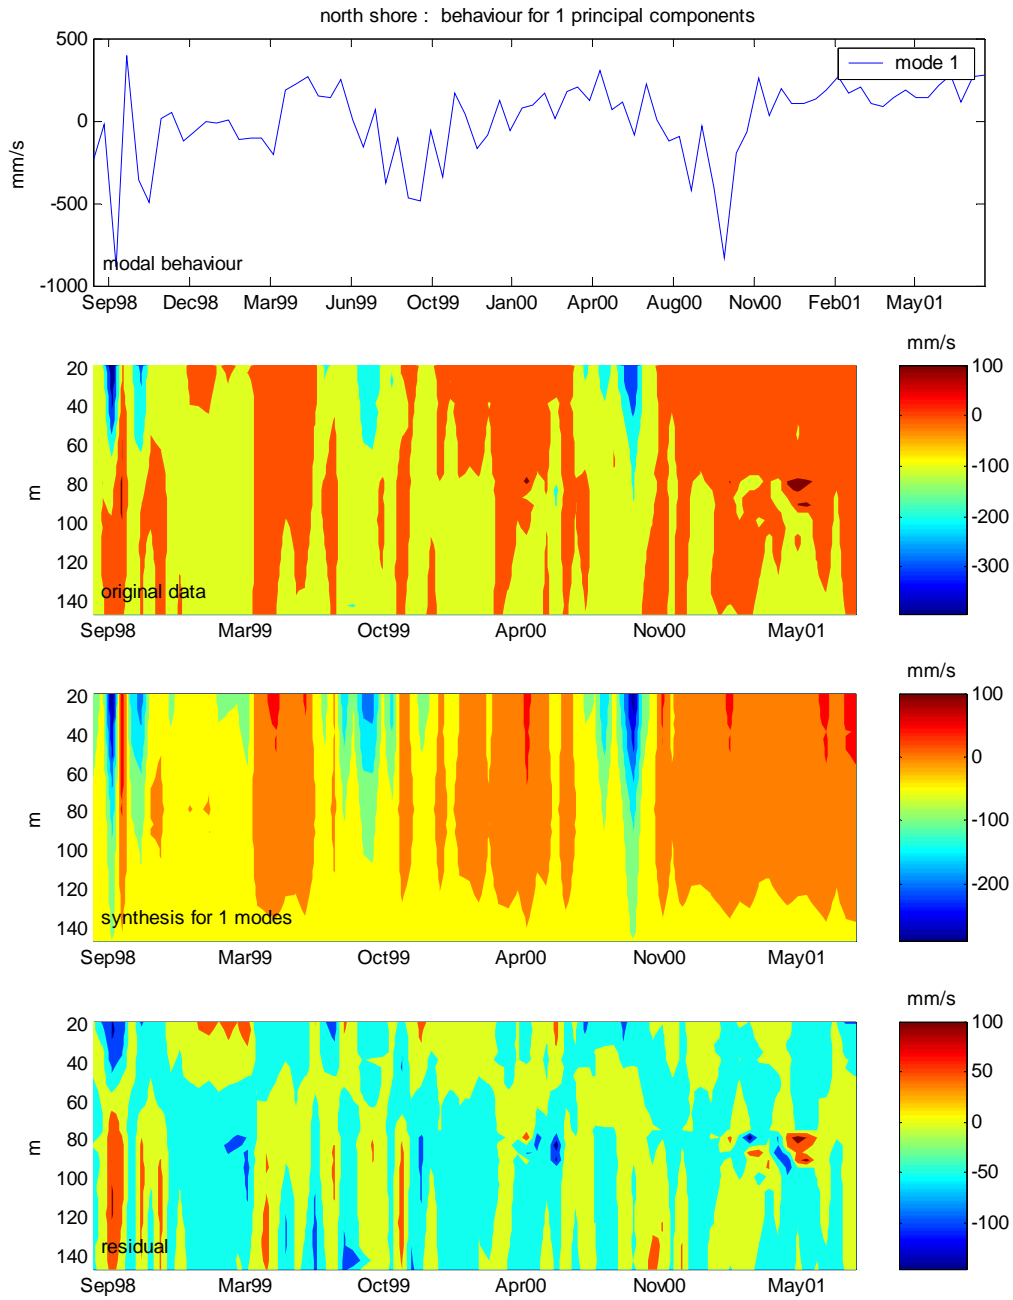 north shore : behaviour for 1 principal components
500
0
-500
-1000
mm/s
mode 1
modal behaviour
Sep98 Dec98 Mar99 Jun99 Oct99 Jan00 Apr00 Aug00 Nov00 Feb01 May01
mm/s
20
40
60
80
100
120
140
m
original data
Sep98 Mar99 Oct99 Apr00 Nov00 May01
100
0
-100
-200
-300
mm/s
20
40
60
80
100
120
140
m
synthesis for 1 modes
Sep98 Mar99 Oct99 Apr00 Nov00 May01
100
0
-100
-200
mm/s
20
40
60
80
100
120
140
m
residual
Sep98 Mar99 Oct99 Apr00 Nov00 May01
100
50
0
-50
-100